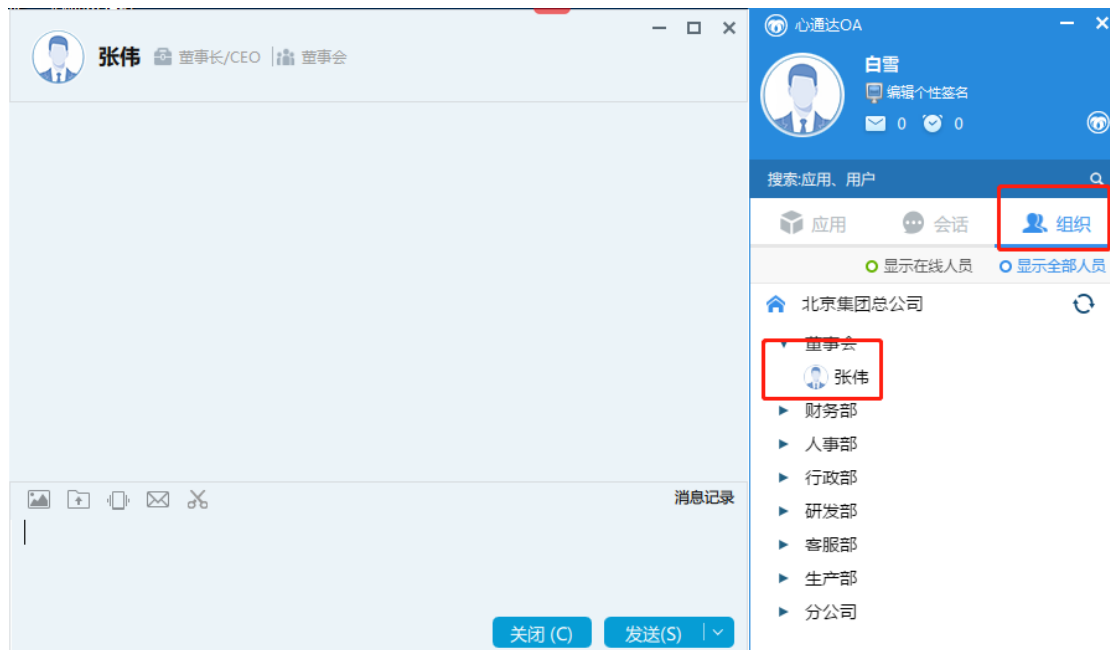 张伟 董事长/CEO 董事会
消息记录
关闭 (C) 发送(S)
心通达OA
白雪
编辑个性签名
0 0
搜索:应用、用户
应用 会话 组织
显示在线人员 显示全部人员
北京集团总公司
董事会
张伟
财务部
人事部
行政部
研发部
客服部
生产部
分公司